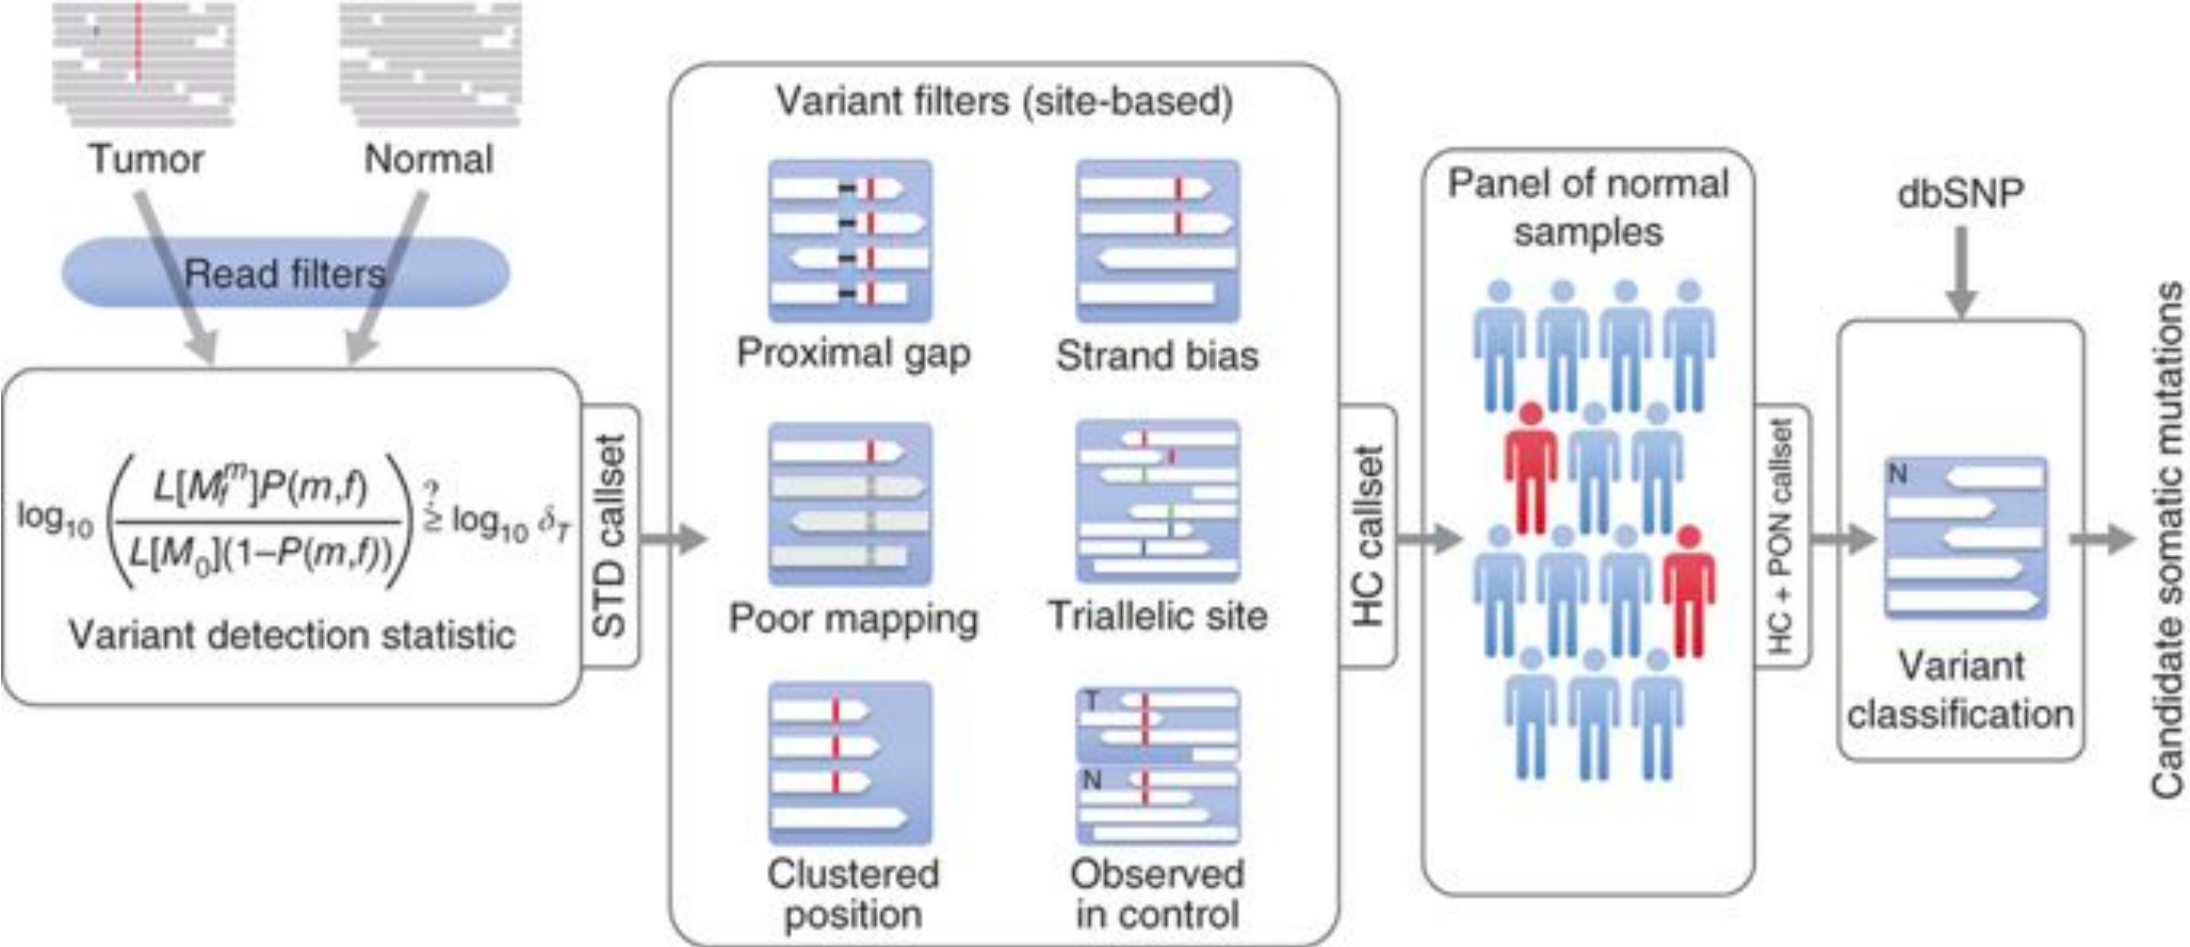 Tumor
Normal
Read filters
log10 ( L[M_f^m]P(m,f) / L[M0](1–P(m,f)) ) ≥? log10 δT
Variant detection statistic
STD callset
Variant filters (site-based)
Proximal gap
Strand bias
Poor mapping
Triallelic site
Clustered
position
T
N
Observed
in control
HC callset
Panel of normal
samples
HC + PON callset
dbSNP
N
Variant
classification
Candidate somatic mutations